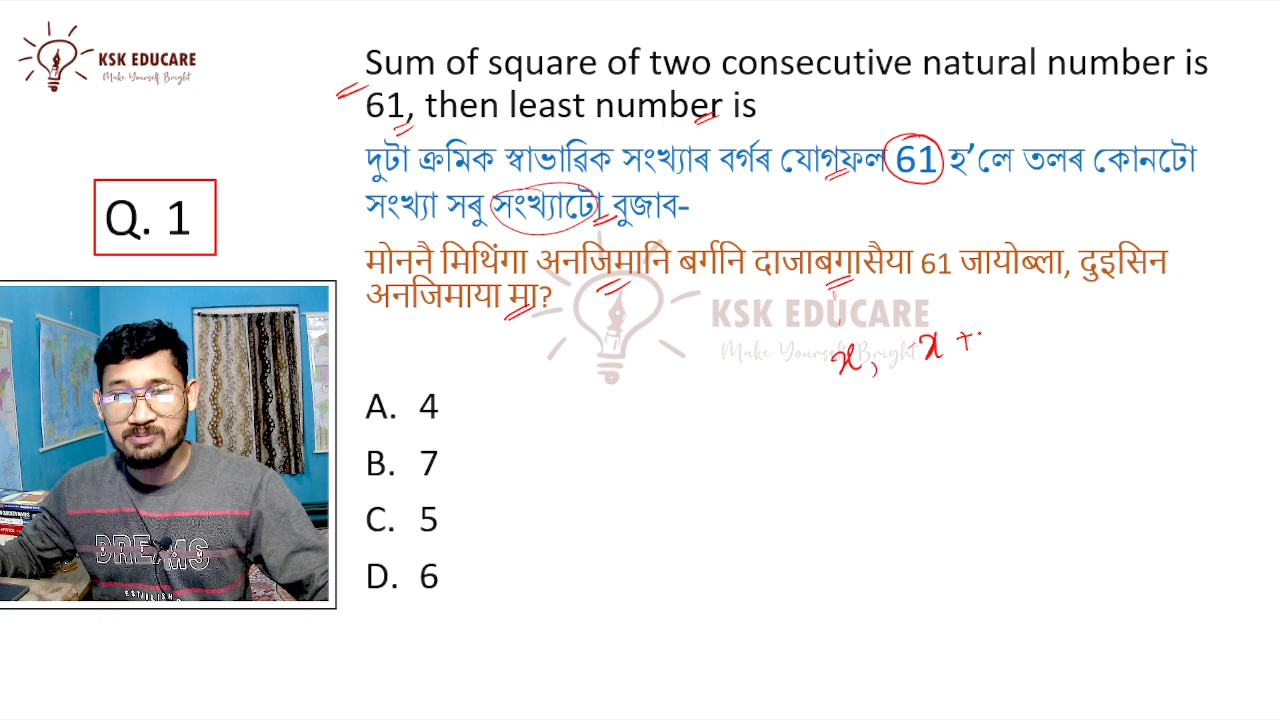 KSK EDUCARE
Make Yourself Bright
Sum of square of two consecutive natural number is
61, then least number is
দুটা ক্ৰমিক স্বাভাৱিক সংখ্যাৰ বৰ্গৰ যোগফল 61 হ’লে তলৰ কোনটো
সংখ্যা সৰু সংখ্যাটো বুজাব-
Q. 1
मोननै मिथिंगा अनजिमानि बर्गनि दाजाबगासैया 61 जायोब्ला, दुइसिन
अनजिमाया मा?
KSK EDUCARE
Make Yourself Bright
x, x +
A. 4
B. 7
C. 5
D. 6
DREAMS
ESTABLISH